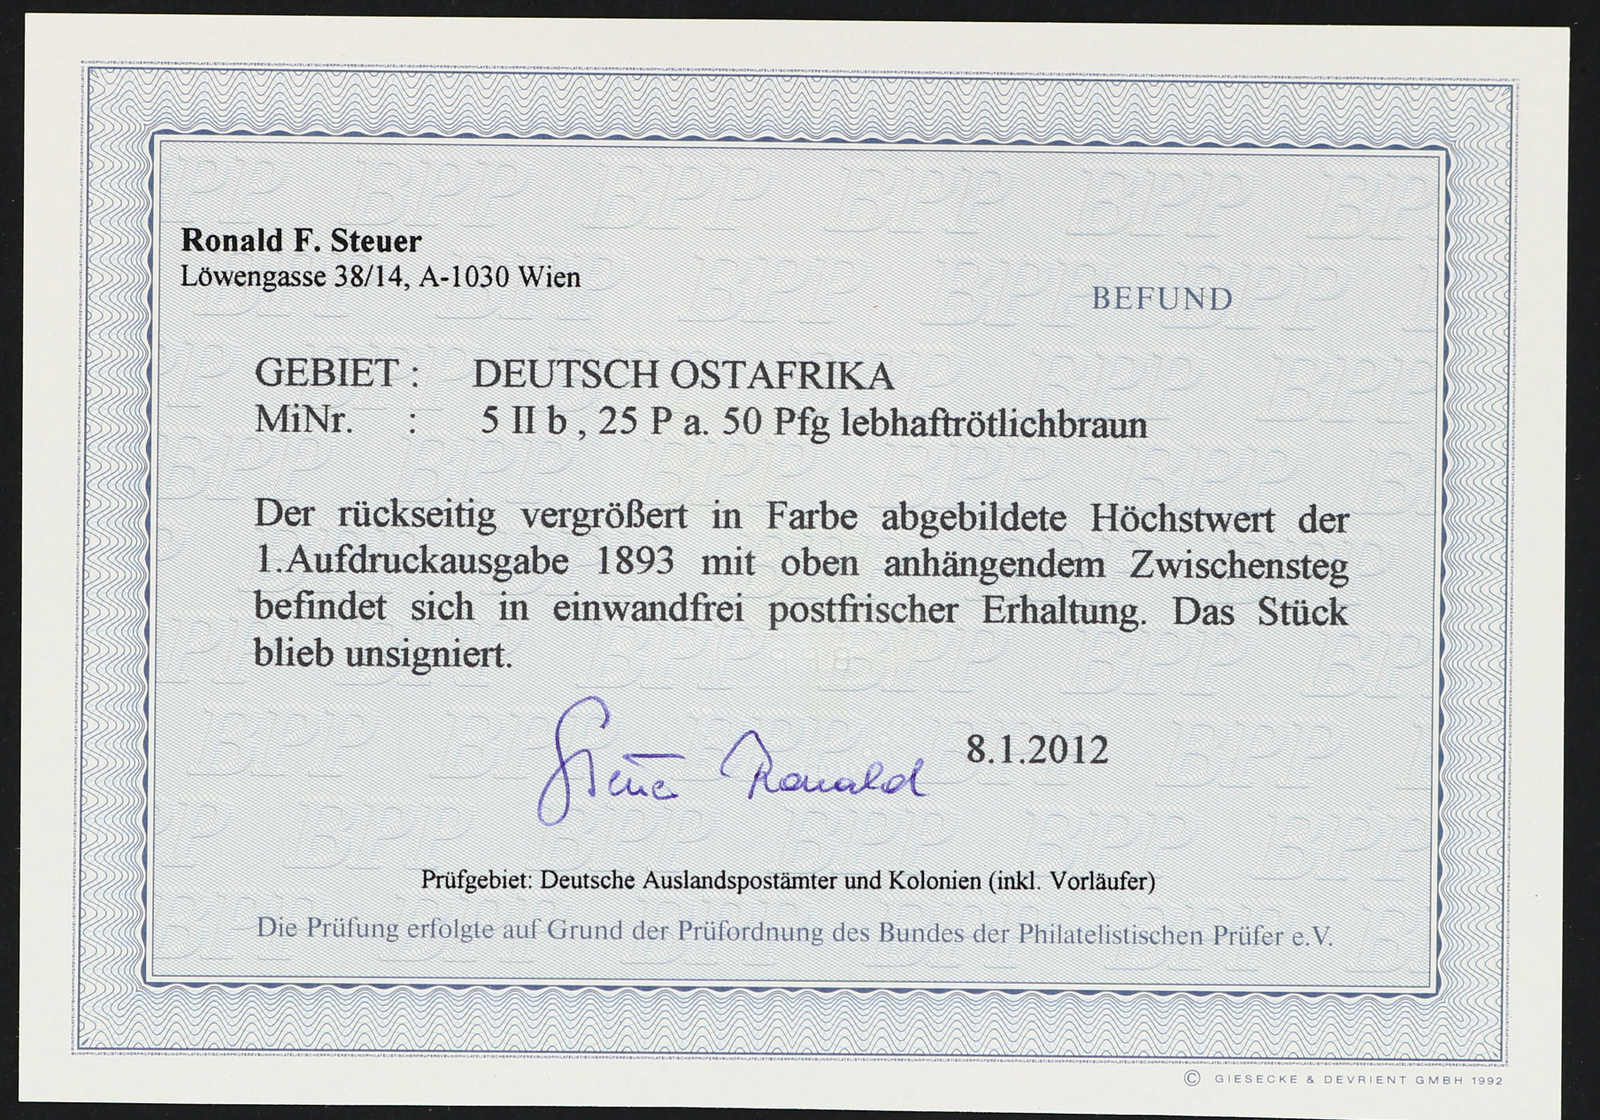 Ronald F. Steuer
Löwengasse 38/14, A-1030 Wien
BEFUND
GEBIET : DEUTSCH OSTAFRIKA
MiNr. : 5 II b , 25 P a. 50 Pfg lebhaftrötlichbraun
Der rückseitig vergrößert in Farbe abgebildete Höchstwert der
1.Aufdruckausgabe 1893 mit oben anhängendem Zwischensteg
befindet sich in einwandfrei postfrischer Erhaltung. Das Stück
blieb unsigniert.
Steuer Ronald 8.1.2012
Prüfgebiet: Deutsche Auslandspostämter und Kolonien (inkl. Vorläufer)
Die Prüfung erfolgte auf Grund der Prüfordnung des Bundes der Philatelistischen Prüfer e.V.
© GIESECKE & DEVRIENT GMBH 1992